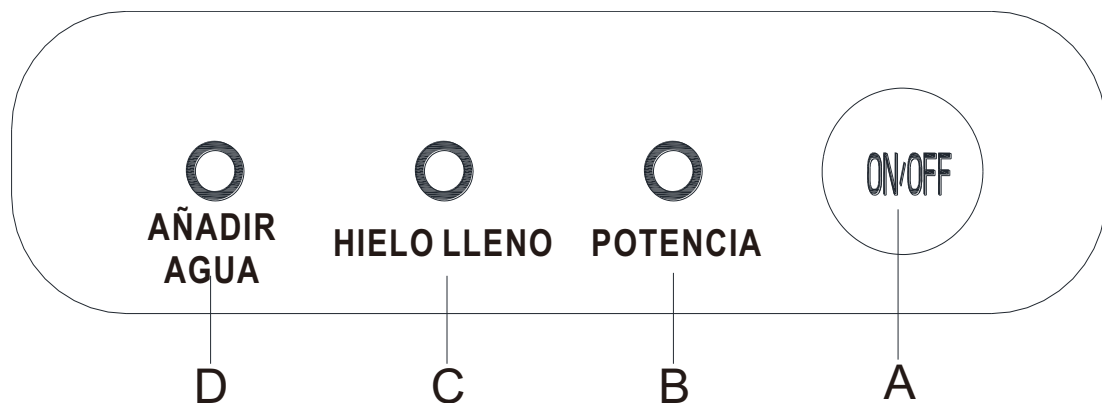 AÑADIR
AGUA
HIELO LLENO
POTENCIA
ON/OFF
D
C
B
A